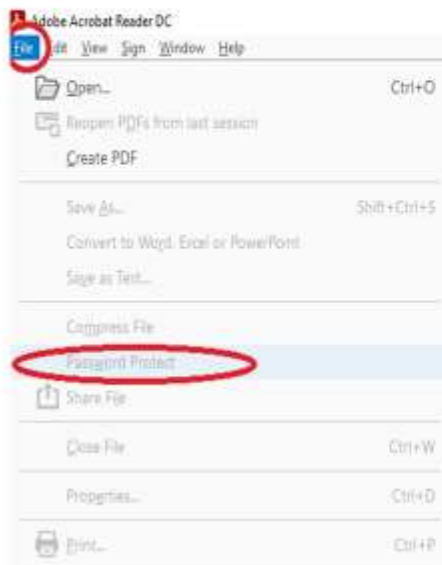 Adobe Acrobat Reader DC
File Edit View Sign Window Help
Open... Ctrl+O
Reopen PDFs from last session
Create PDF
Save As... Shift+Ctrl+S
Convert to Word, Excel or PowerPoint
Save as Text...
Compress File
Password Protect
Share File
Close File Ctrl+W
Properties... Ctrl+D
Print... Ctrl+P